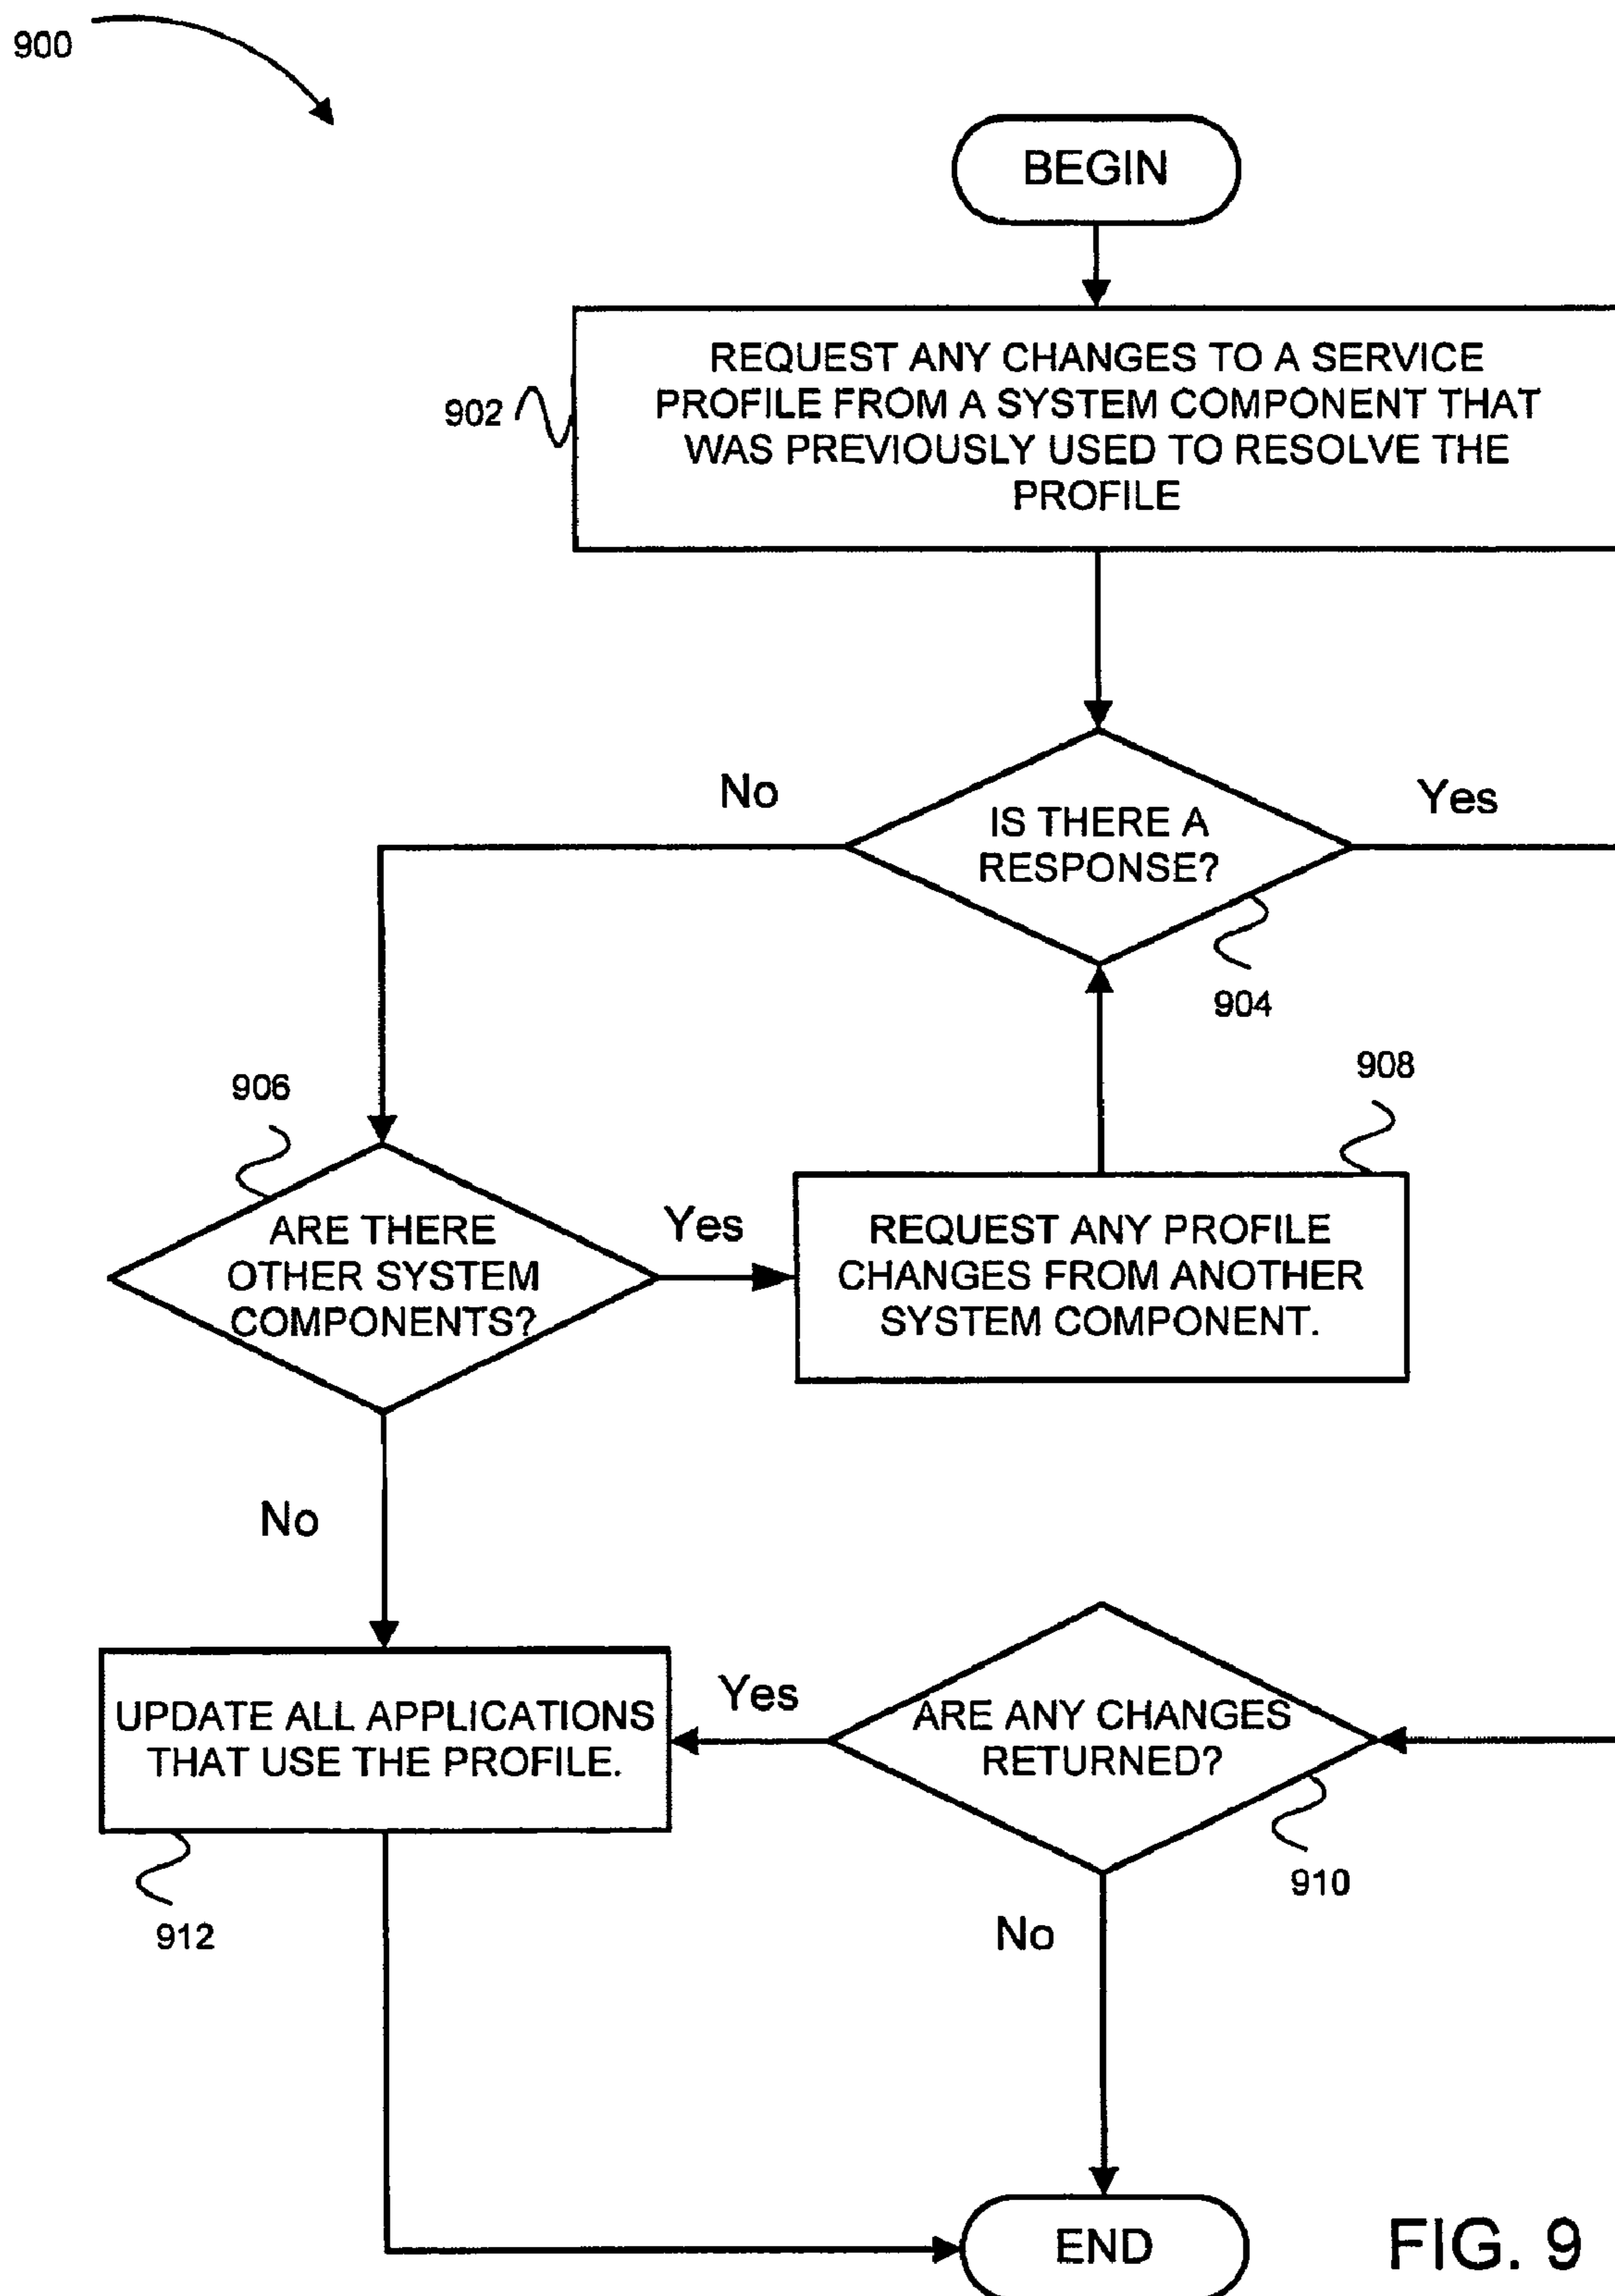 900
BEGIN
REQUEST ANY CHANGES TO A SERVICE
PROFILE FROM A SYSTEM COMPONENT THAT
WAS PREVIOUSLY USED TO RESOLVE THE
PROFILE
902
No
Yes
IS THERE A
RESPONSE?
904
906
908
ARE THERE
OTHER SYSTEM
COMPONENTS?
Yes
REQUEST ANY PROFILE
CHANGES FROM ANOTHER
SYSTEM COMPONENT.
No
UPDATE ALL APPLICATIONS
THAT USE THE PROFILE.
Yes
ARE ANY CHANGES
RETURNED?
912
910
No
END
FIG. 9